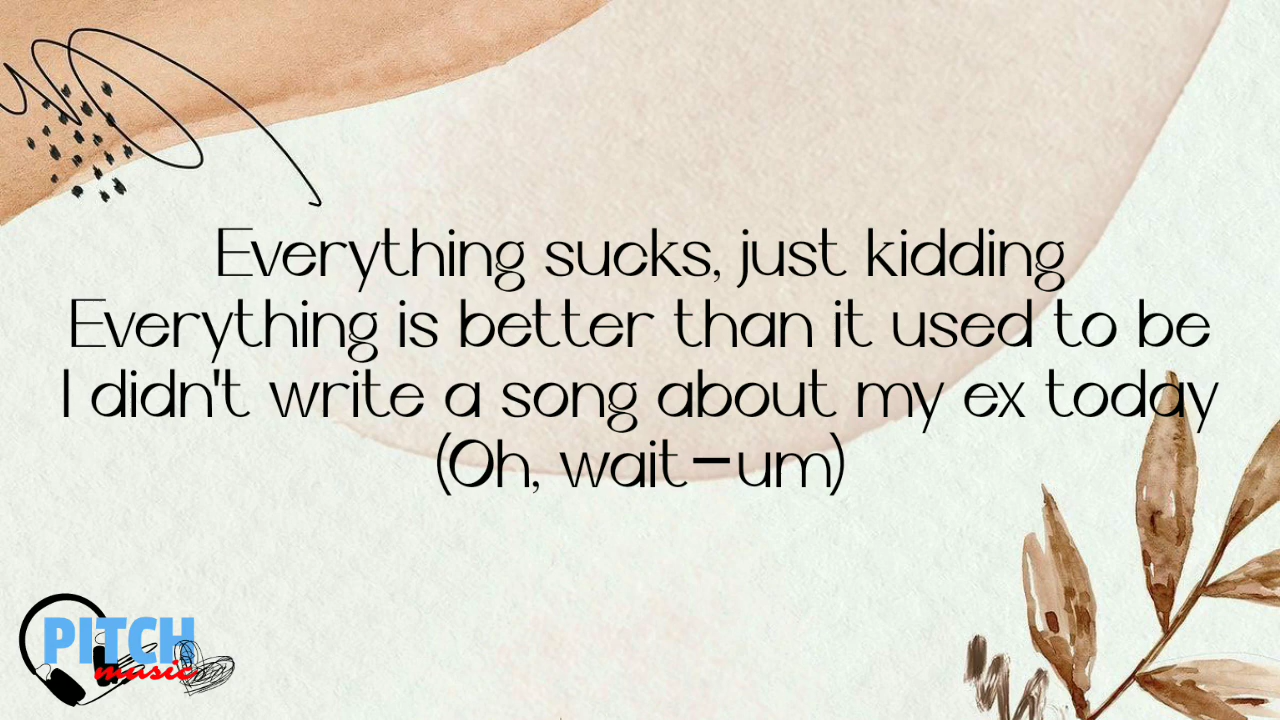 Everything sucks, just kidding
Everything is better than it used to be
I didn't write a song about my ex today
(Oh, wait—um)
PITCH
music